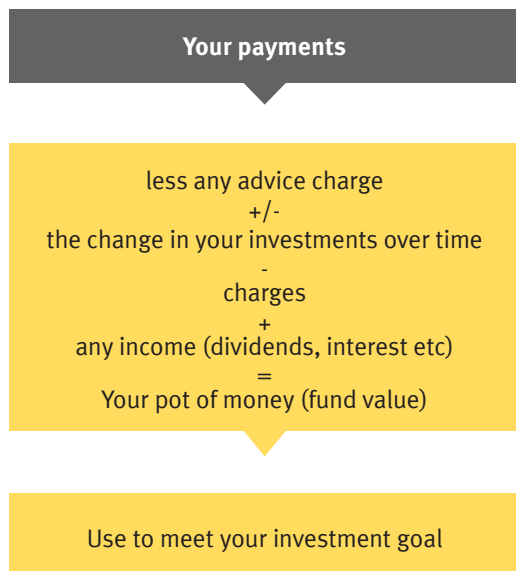 Your payments
less any advice charge
+/-
the change in your investments over time
-
charges
+
any income (dividends, interest etc)
=
Your pot of money (fund value)
Use to meet your investment goal